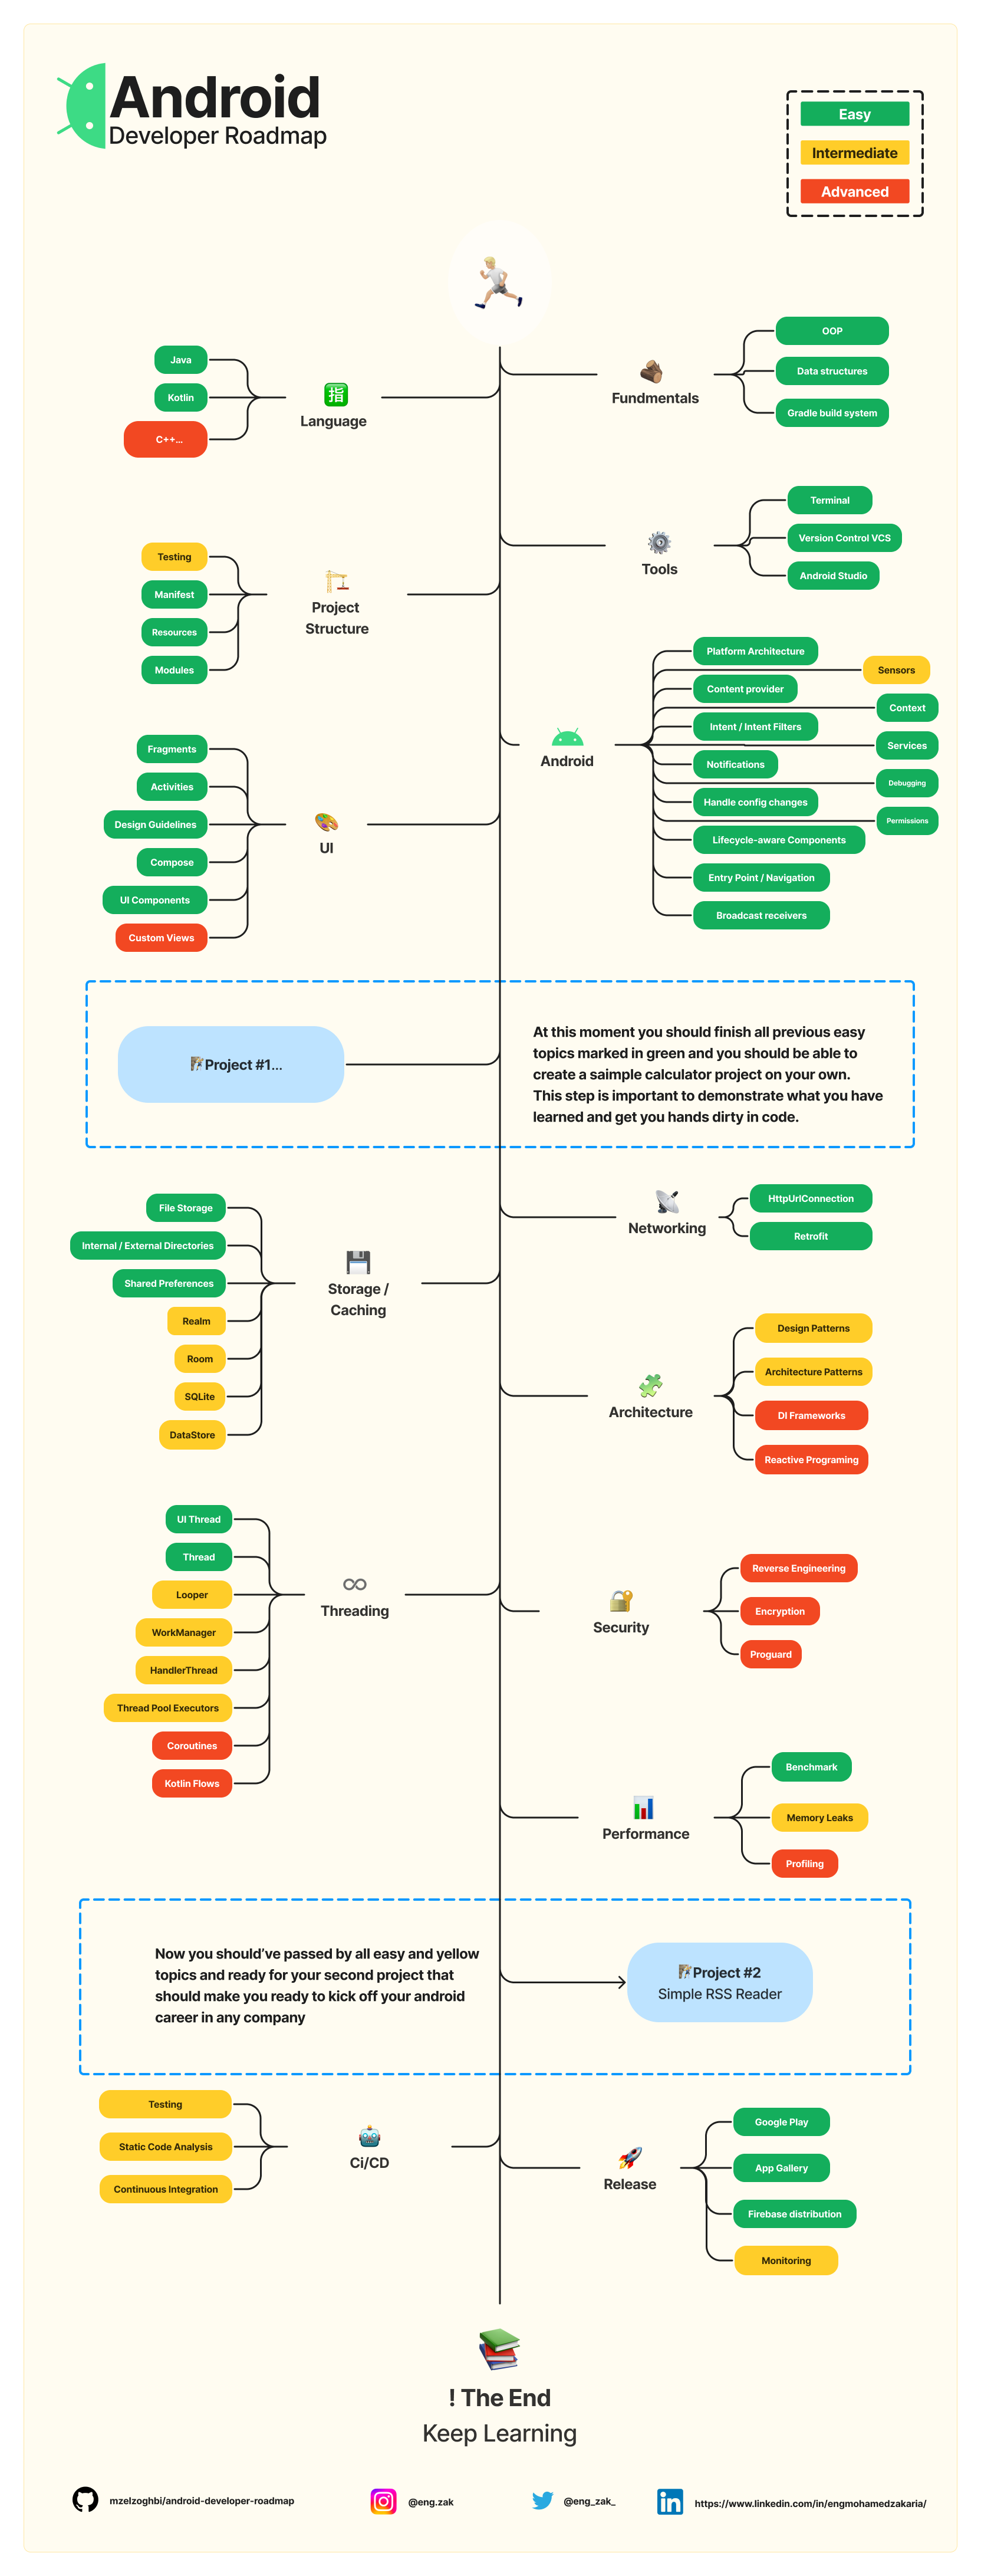 Android
Developer Roadmap
Easy
Intermediate
Advanced
指
Language
Java
Kotlin
C++...
Fundmentals
OOP
Data structures
Gradle build system
Tools
Terminal
Version Control VCS
Android Studio
Project
Structure
Testing
Manifest
Resources
Modules
Android
Platform Architecture
Sensors
Content provider
Context
Intent / Intent Filters
Services
Notifications
Debugging
Handle config changes
Permissions
Lifecycle-aware Components
Entry Point / Navigation
Broadcast receivers
UI
Fragments
Activities
Design Guidelines
Compose
UI Components
Custom Views
Project #1...
At this moment you should finish all previous easy
topics marked in green and you should be able to
create a saimple calculator project on your own.
This step is important to demonstrate what you have
learned and get you hands dirty in code.
Networking
HttpUrlConnection
Retrofit
Storage /
Caching
File Storage
Internal / External Directories
Shared Preferences
Realm
Room
SQLite
DataStore
Architecture
Design Patterns
Architecture Patterns
DI Frameworks
Reactive Programing
Threading
UI Thread
Thread
Looper
WorkManager
HandlerThread
Thread Pool Executors
Coroutines
Kotlin Flows
Security
Reverse Engineering
Encryption
Proguard
Performance
Benchmark
Memory Leaks
Profiling
Now you should've passed by all easy and yellow
topics and ready for your second project that
should make you ready to kick off your android
career in any company
Project #2
Simple RSS Reader
Ci/CD
Testing
Static Code Analysis
Continuous Integration
Release
Google Play
App Gallery
Firebase distribution
Monitoring
! The End
Keep Learning
mzelzoghbi/android-developer-roadmap
@eng.zak
@eng_zak_
https://www.linkedin.com/in/engmohamedzakaria/